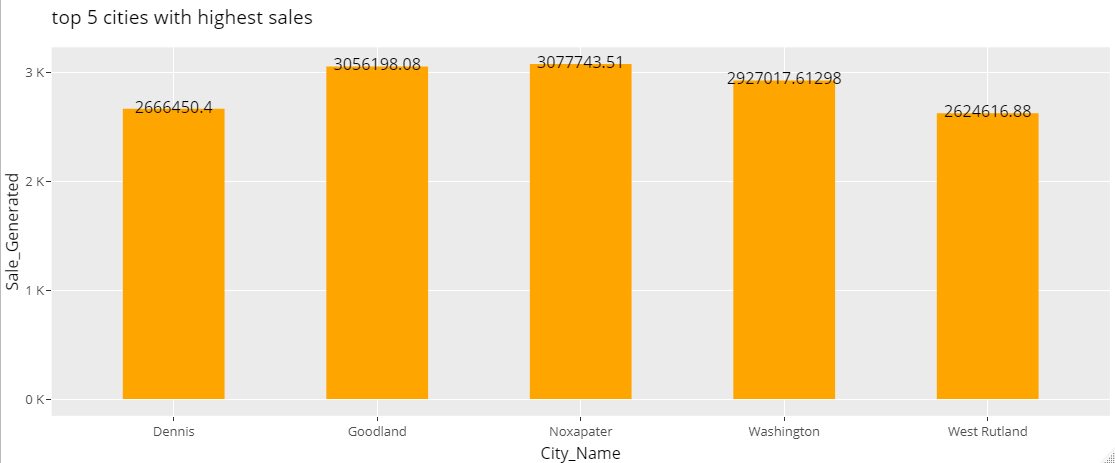 top 5 cities with highest sales
3 K
2 K
1 K
0 K
Sale_Generated
2666450.4
3056198.08
3077743.51
2927017.61298
2624616.88
Dennis
Goodland
Noxapater
Washington
West Rutland
City_Name